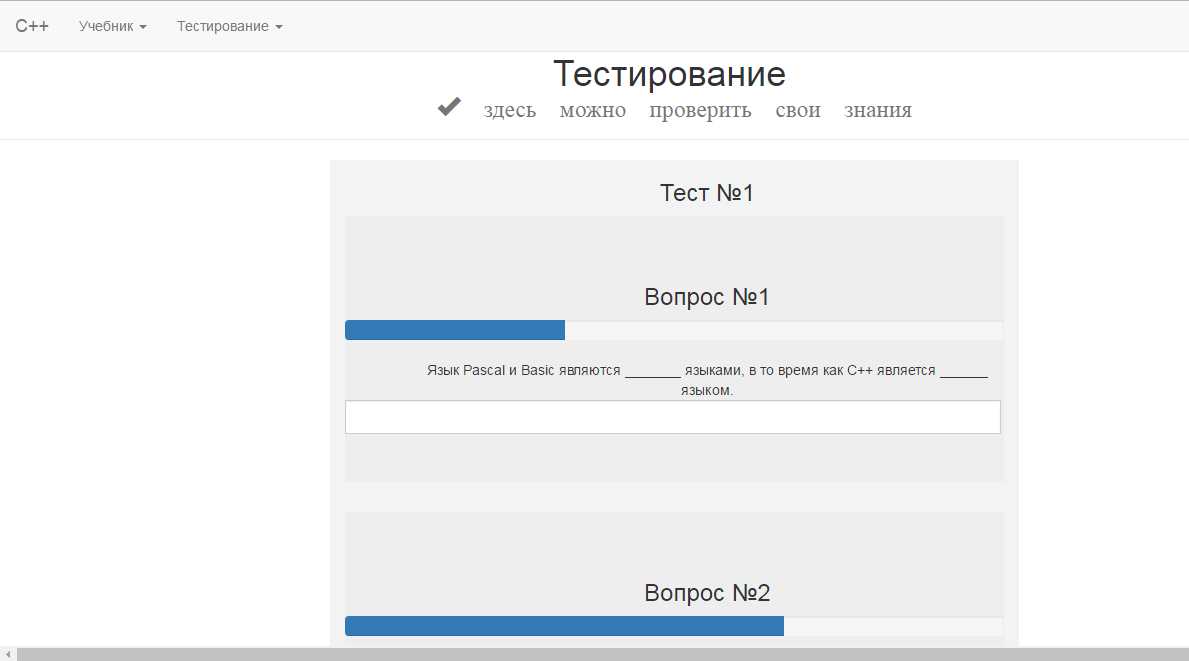 C++ Учебник Тестирование
Тестирование
здесь можно проверить свои знания
Тест №1
Вопрос №1
Язык Pascal и Basic являются _______ языками, в то время как C++ является ______
языком.
Вопрос №2